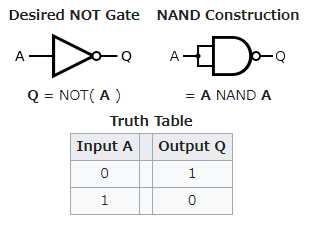 Desired NOT Gate NAND Construction
A Q A Q
Q = NOT( A ) = A NAND A
Truth Table
Input A Output Q
0 1
1 0